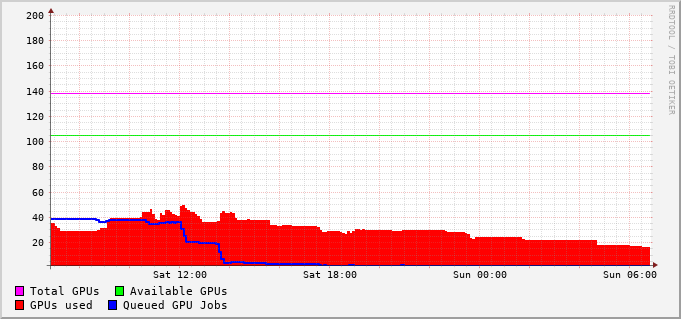 200
180
160
140
120
100
80
60
40
20
Sat 12:00 Sat 18:00 Sun 00:00 Sun 06:00
Total GPUs Available GPUs
GPUs used Queued GPU Jobs
RRDTOOL / TOBI OETIKER